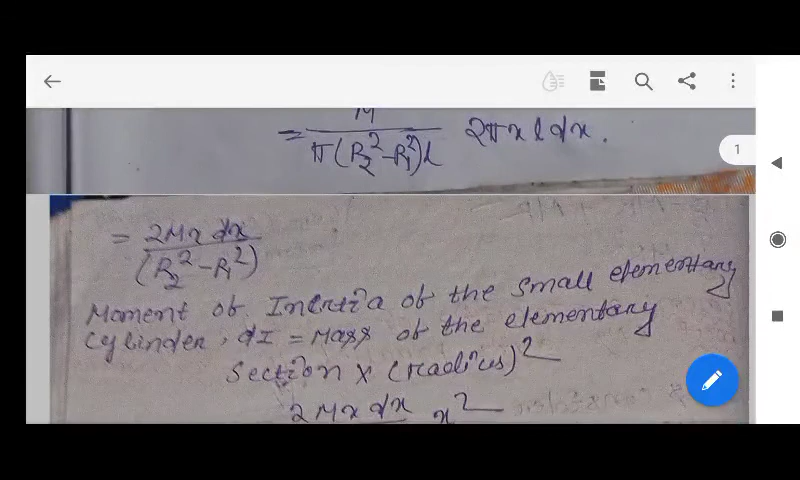 M
= ――――― 2πx l dx.
π(R₂² - R₁²)l
1
= 2Mx dx
(R₂² - R₁²)
Moment of Inertia of the small elementary
cylinder, dI = Mass of the elementary
section x (radius)²
2Mx dx x²